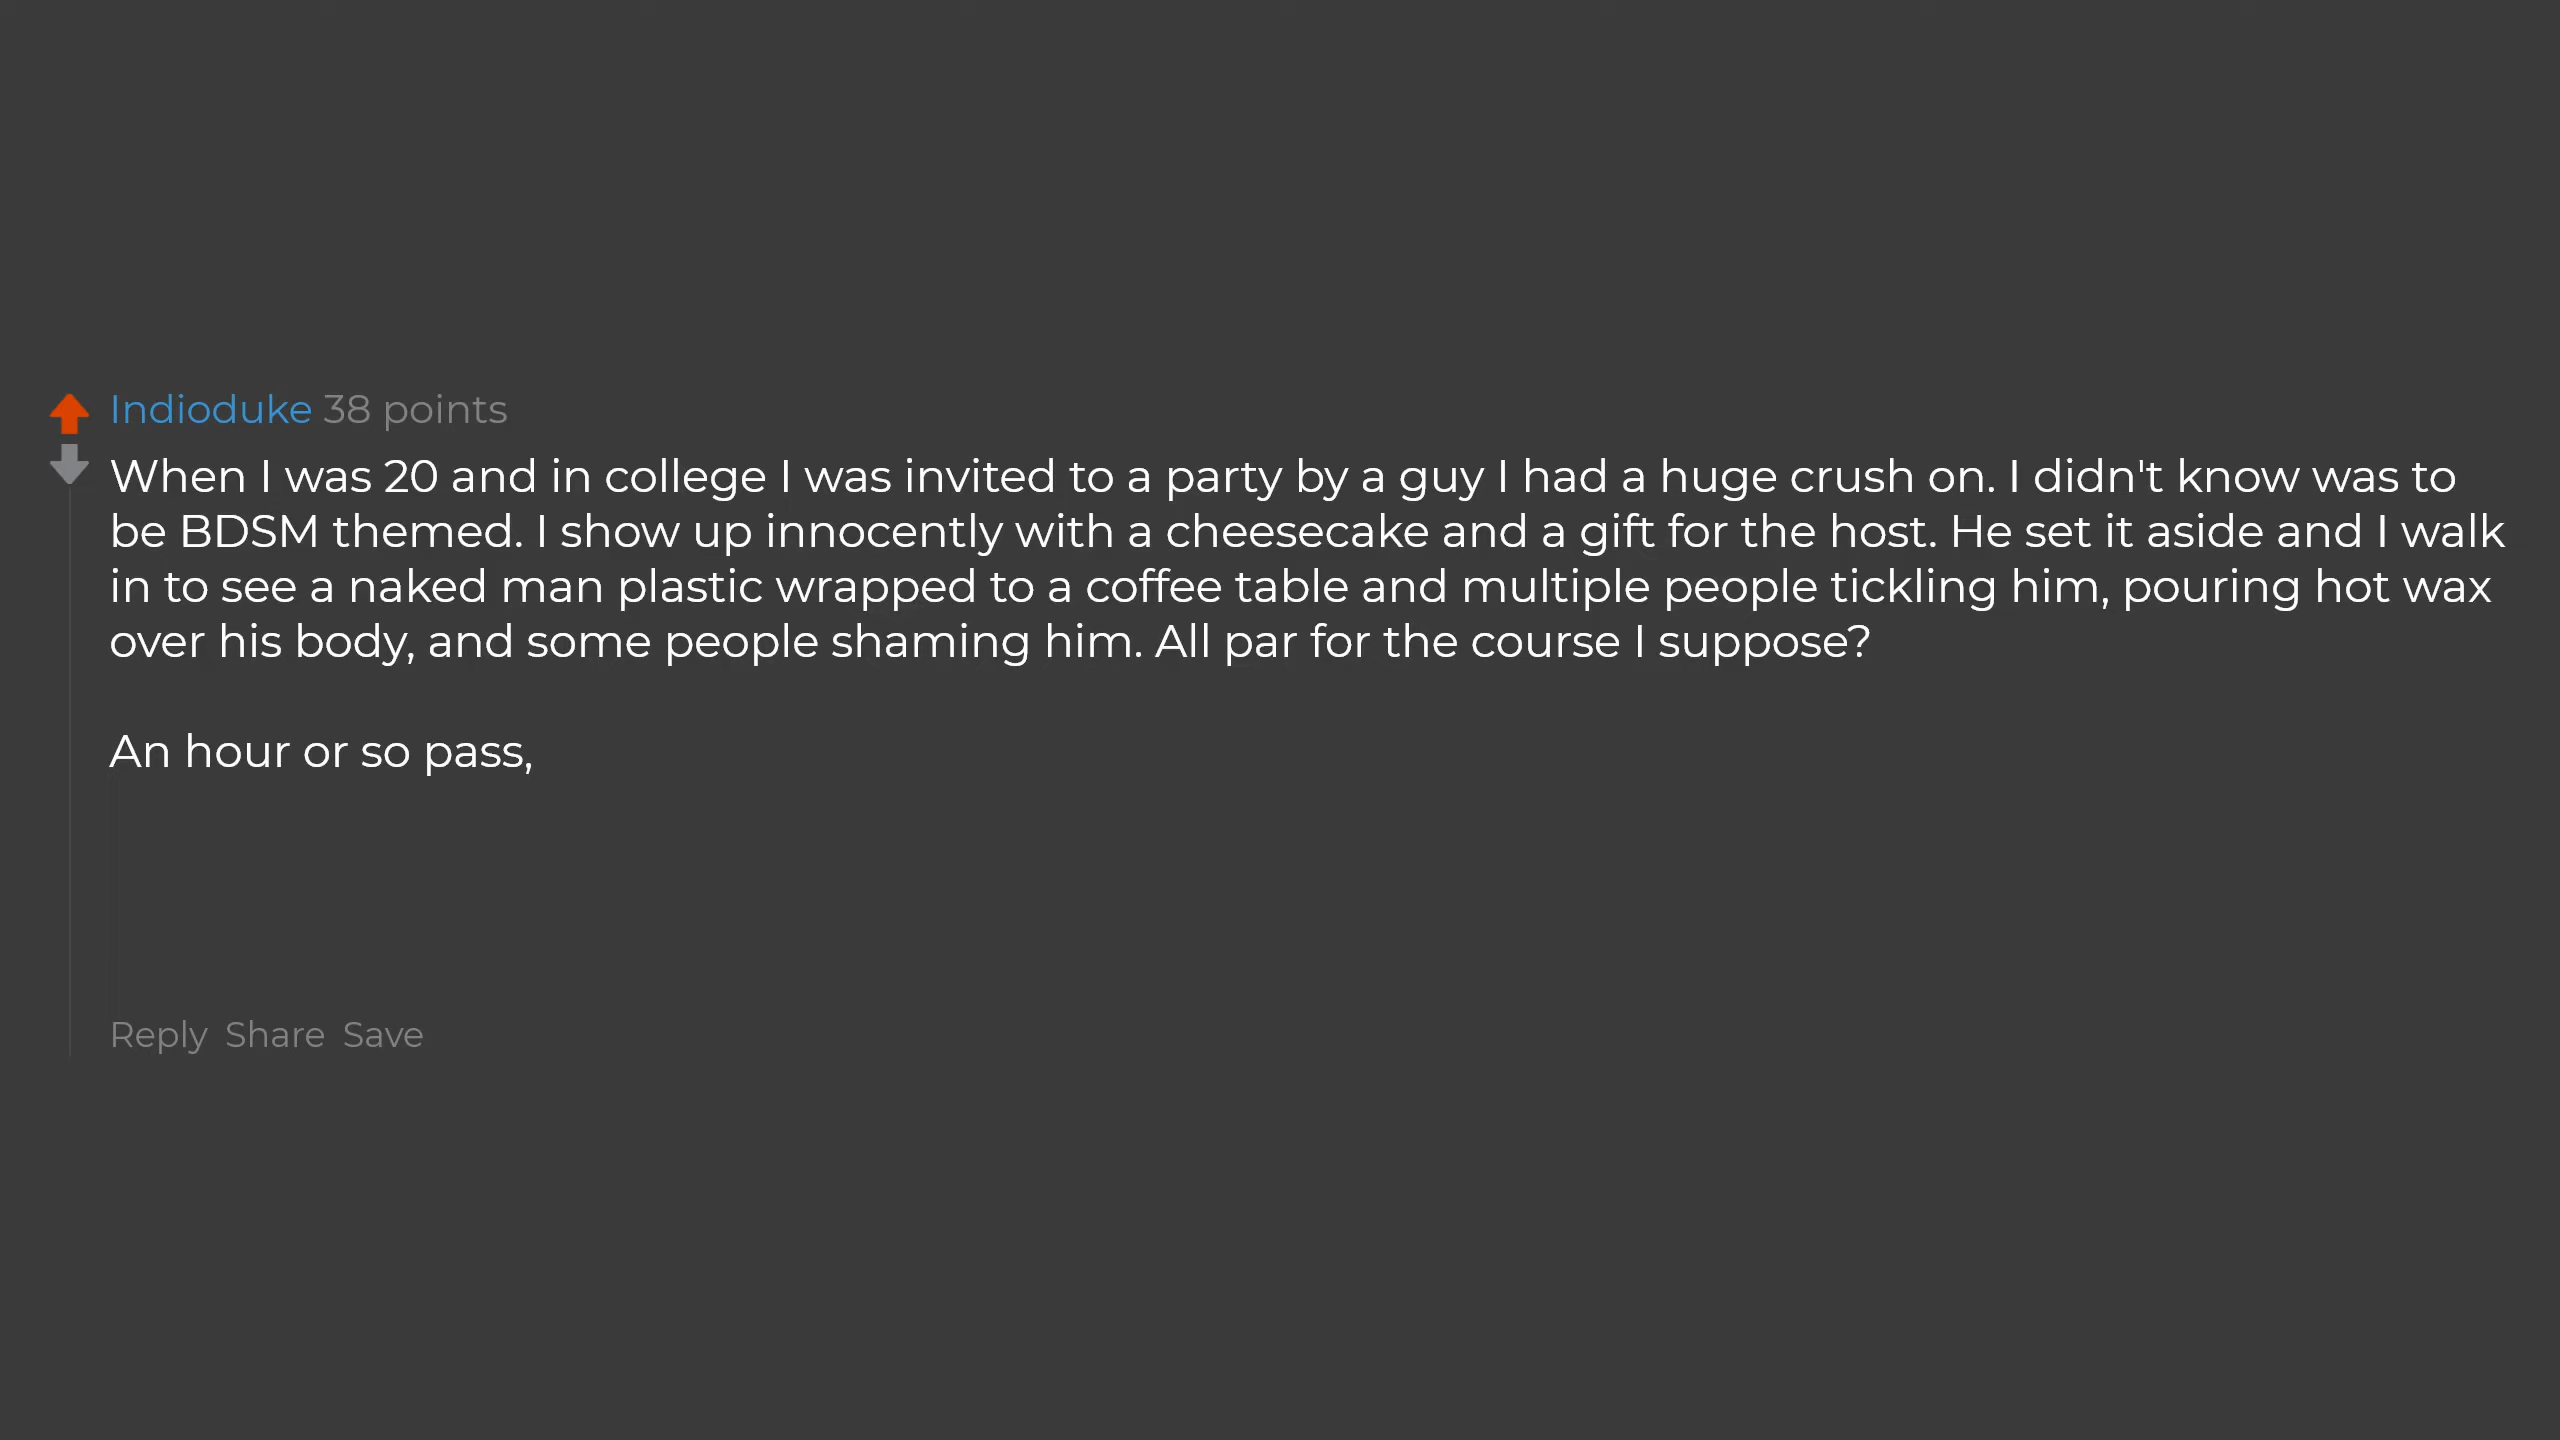 Indioduke 38 points
When I was 20 and in college I was invited to a party by a guy I had a huge crush on. I didn't know was to
be BDSM themed. I show up innocently with a cheesecake and a gift for the host. He set it aside and I walk
in to see a naked man plastic wrapped to a coffee table and multiple people tickling him, pouring hot wax
over his body, and some people shaming him. All par for the course I suppose?
An hour or so pass,
Reply Share Save